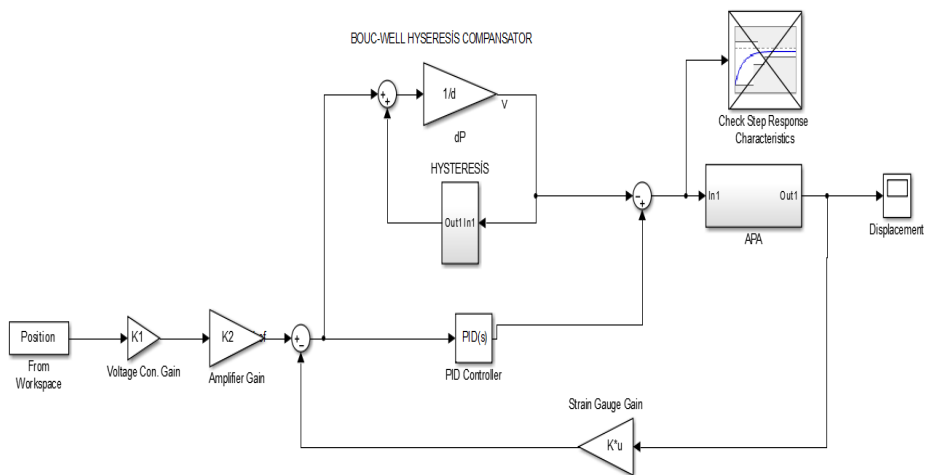 BOUC-WELL HYSERESİS COMPANSATOR
1/d
V
dP
HYSTERESİS
Out1 In1
Check Step Response
Characteristics
In1 Out1
APA
Displacement
Position
From
Workspace
K1
Voltage Con. Gain
K2
Amplifier Gain
PID(s)
PID Controller
Strain Gauge Gain
K*u